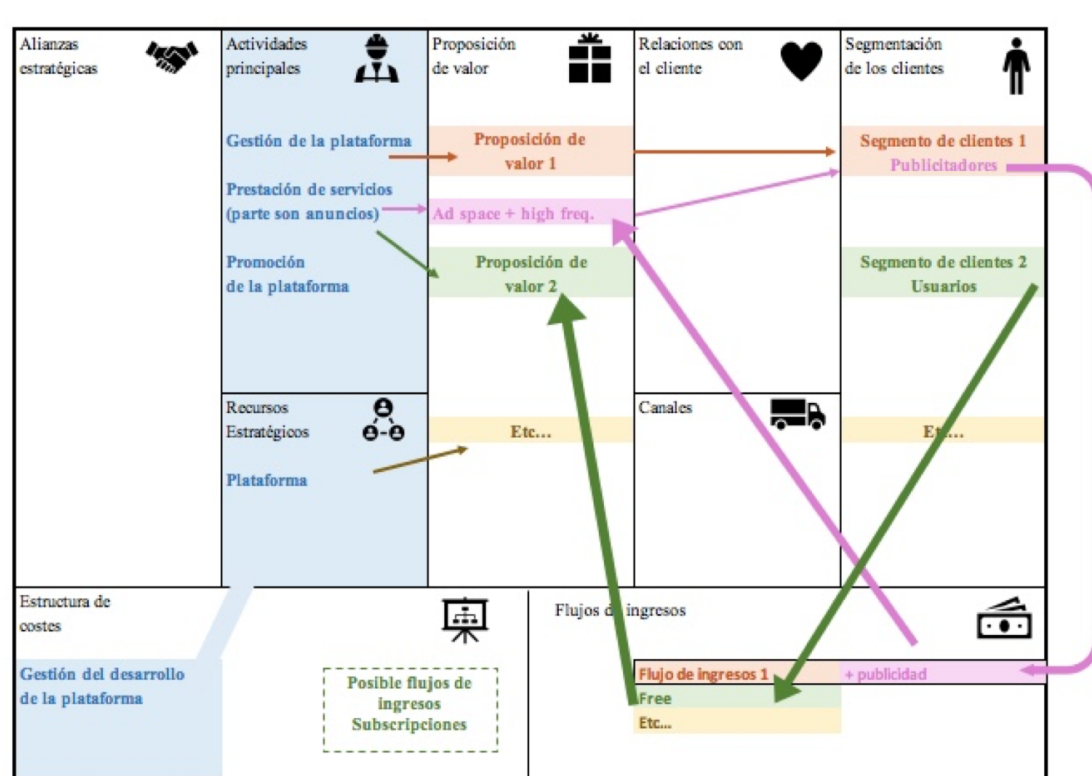 Alianzas
estratégicas
Actividades
principales
Gestión de la plataforma
Prestación de servicios
(parte son anuncios)
Promoción
de la plataforma
Recursos
Estratégicos
Plataforma
Proposición
de valor
Proposición de
valor 1
Ad space + high freq.
Proposición de
valor 2
Etc...
Relaciones con
el cliente
Canales
Segmentación
de los clientes
Segmento de clientes 1
Publicitadores
Segmento de clientes 2
Usuarios
Etc...
Estructura de
costes
Gestión del desarrollo
de la plataforma
Posible flujos de
ingresos
Subscripciones
Flujos de ingresos
Flujo de ingresos 1
+ publicidad
Free
Etc...